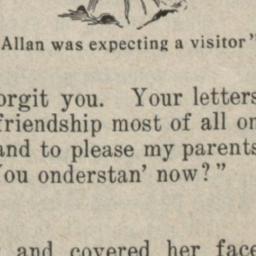 Allan was expecting a visitor"
orgit you. Your letters
friendship most of all on
and to please my parents
You onderstan' now?"
and covered her face